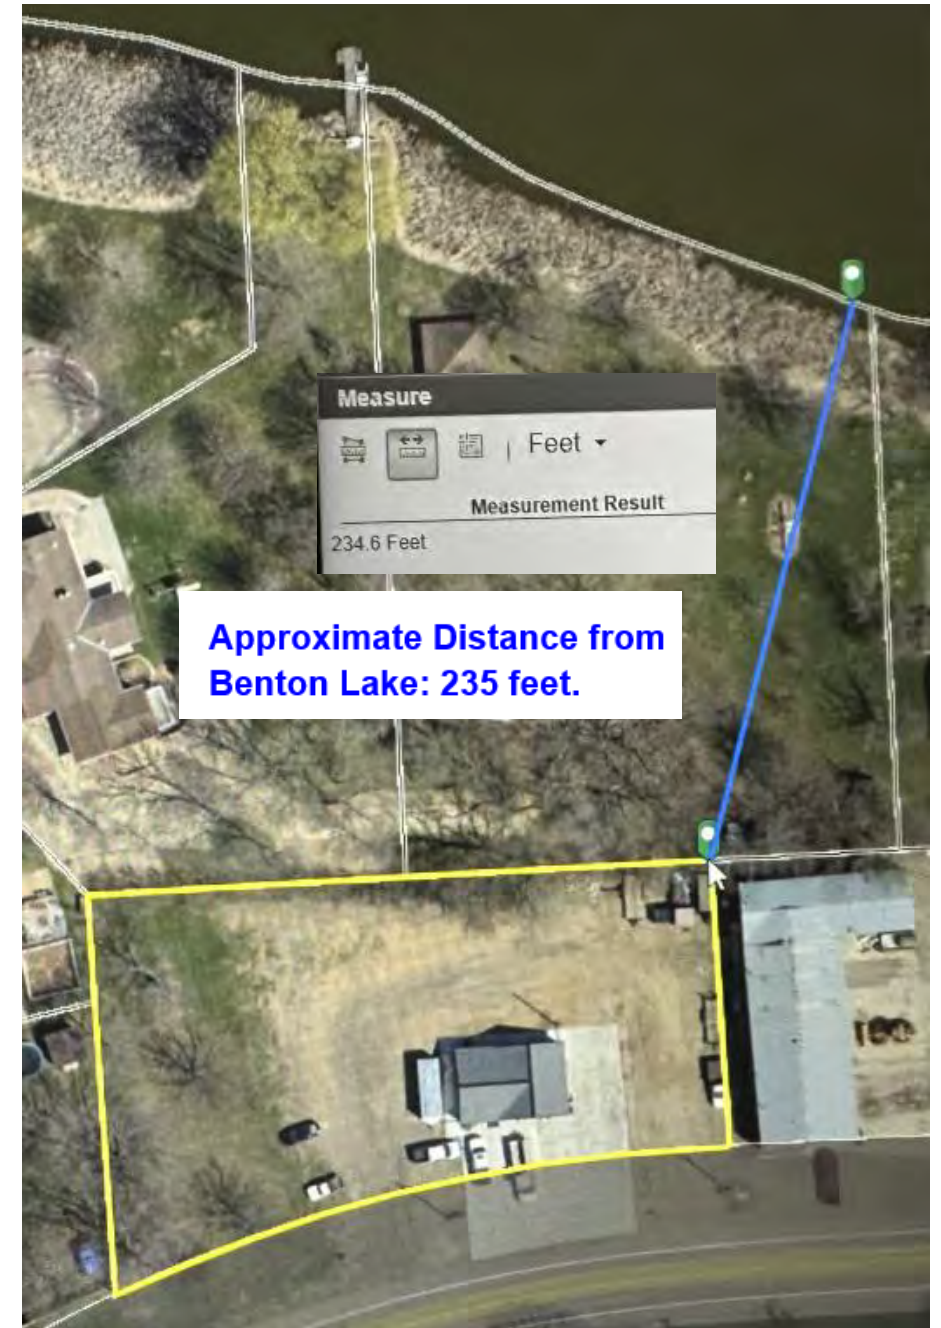 Measure
Feet
Measurement Result
234.6 Feet
Approximate Distance from
Benton Lake: 235 feet.